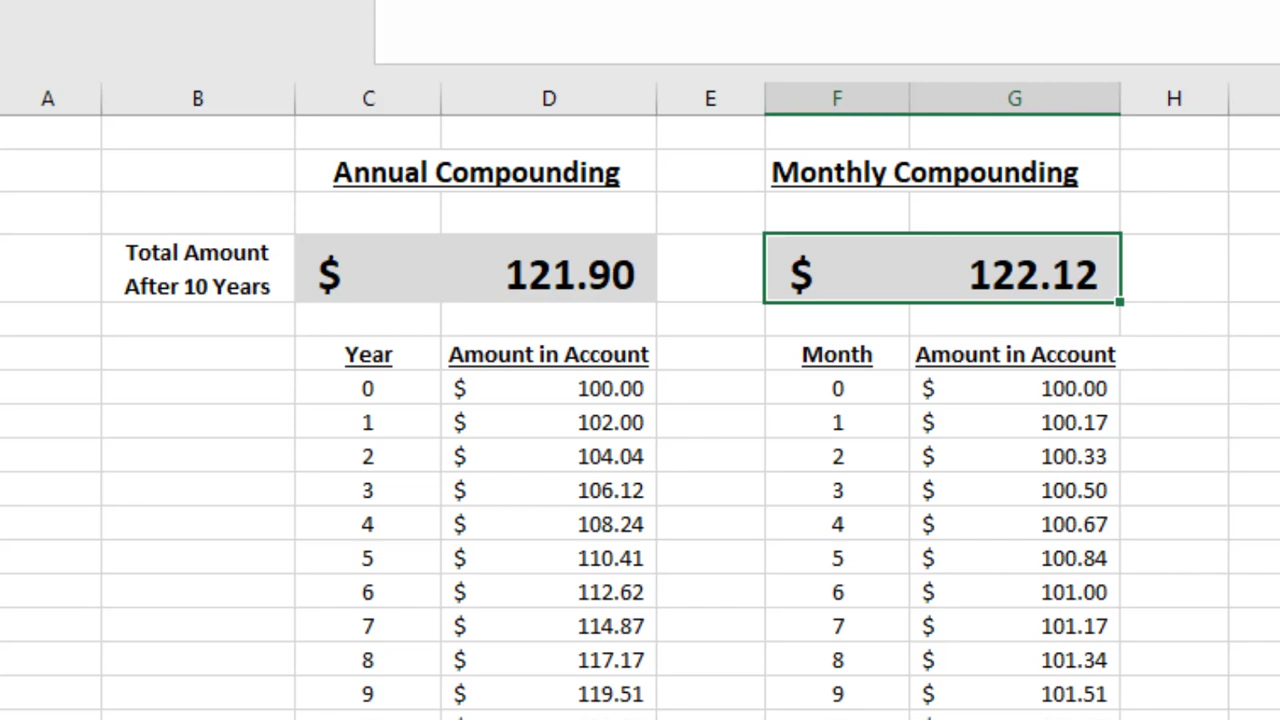 A B C D E F G H
Annual Compounding Monthly Compounding
Total Amount
After 10 Years $ 121.90 $ 122.12
Year Amount in Account Month Amount in Account
0 $ 100.00 0 $ 100.00
1 $ 102.00 1 $ 100.17
2 $ 104.04 2 $ 100.33
3 $ 106.12 3 $ 100.50
4 $ 108.24 4 $ 100.67
5 $ 110.41 5 $ 100.84
6 $ 112.62 6 $ 101.00
7 $ 114.87 7 $ 101.17
8 $ 117.17 8 $ 101.34
9 $ 119.51 9 $ 101.51